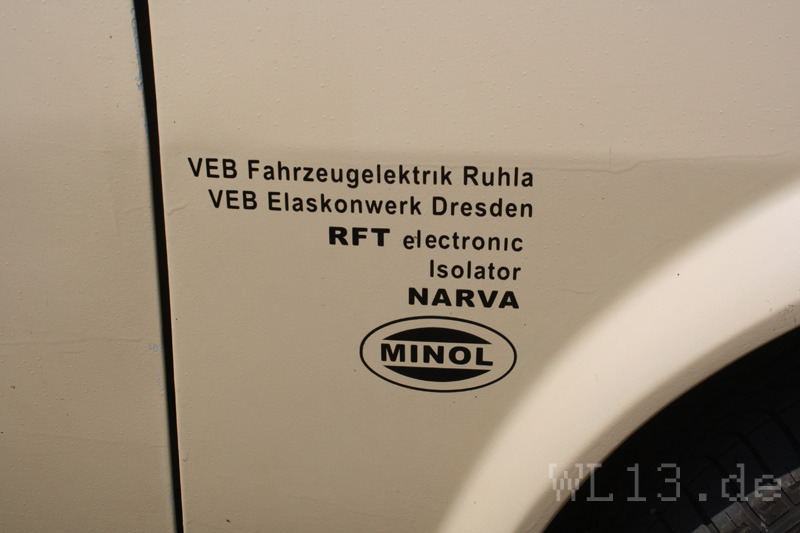 VEB Fahrzeugelektrik Ruhla
VEB Elaskonwerk Dresden
RFT electronic
Isolator
NARVA
MINOL
WL13.de